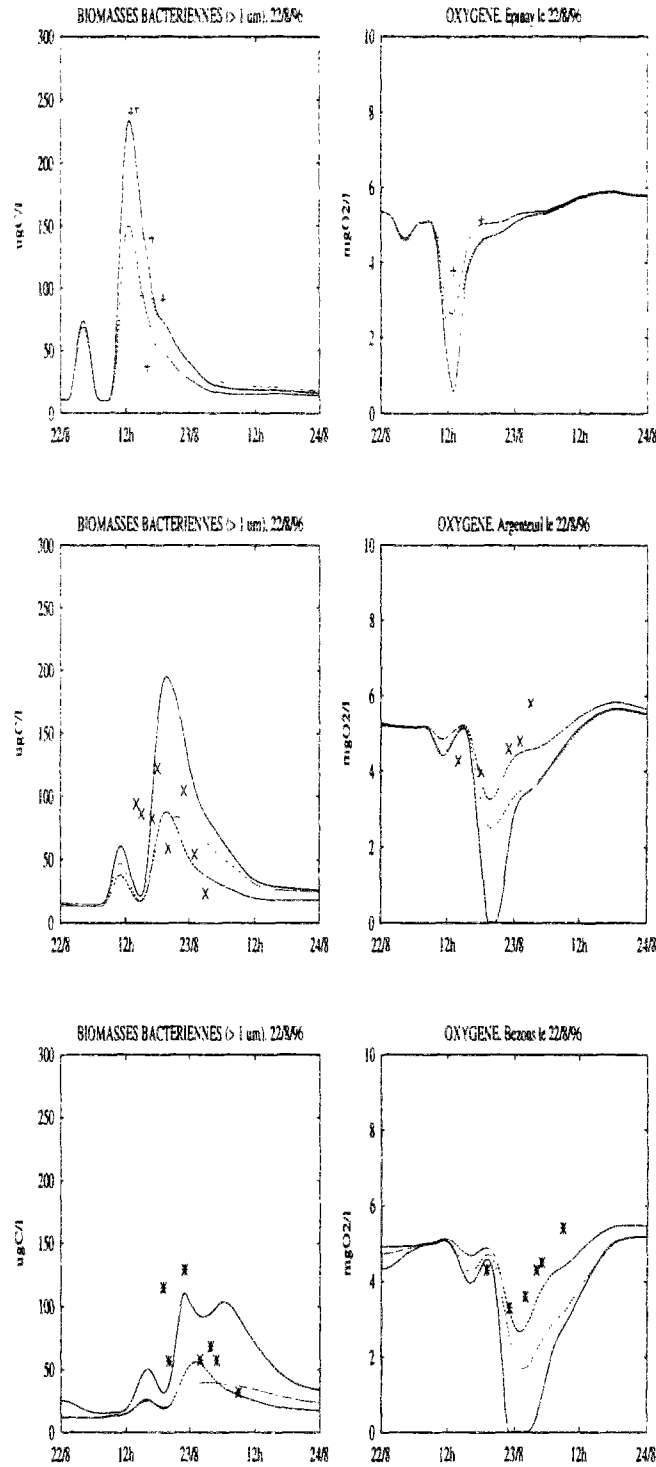 BIOMASSES BACTERIENNES (> 1 um). 22/8/96
OXYGENE. Epinay le 22/8/96
300
250
200
150
100
50
0
ugC/l
22/8
12h
23/8
12h
24/8
10
8
6
4
2
0
mgO2/l
22/8
12h
23/8
12h
24/8
BIOMASSES BACTERIENNES (> 1 um). 22/8/96
OXYGENE. Argenteuil le 22/8/96
300
250
200
150
100
50
0
ugC/l
22/8
12h
23/8
12h
24/8
10
8
6
4
2
0
mgO2/l
22/8
12h
23/8
12h
24/8
BIOMASSES BACTERIENNES (> 1 um). 22/8/96
OXYGENE. Bezons le 22/8/96
300
250
200
150
100
50
0
ugC/l
22/8
12h
23/8
12h
24/8
10
8
6
4
2
0
mgO2/l
22/8
12h
23/8
12h
24/8